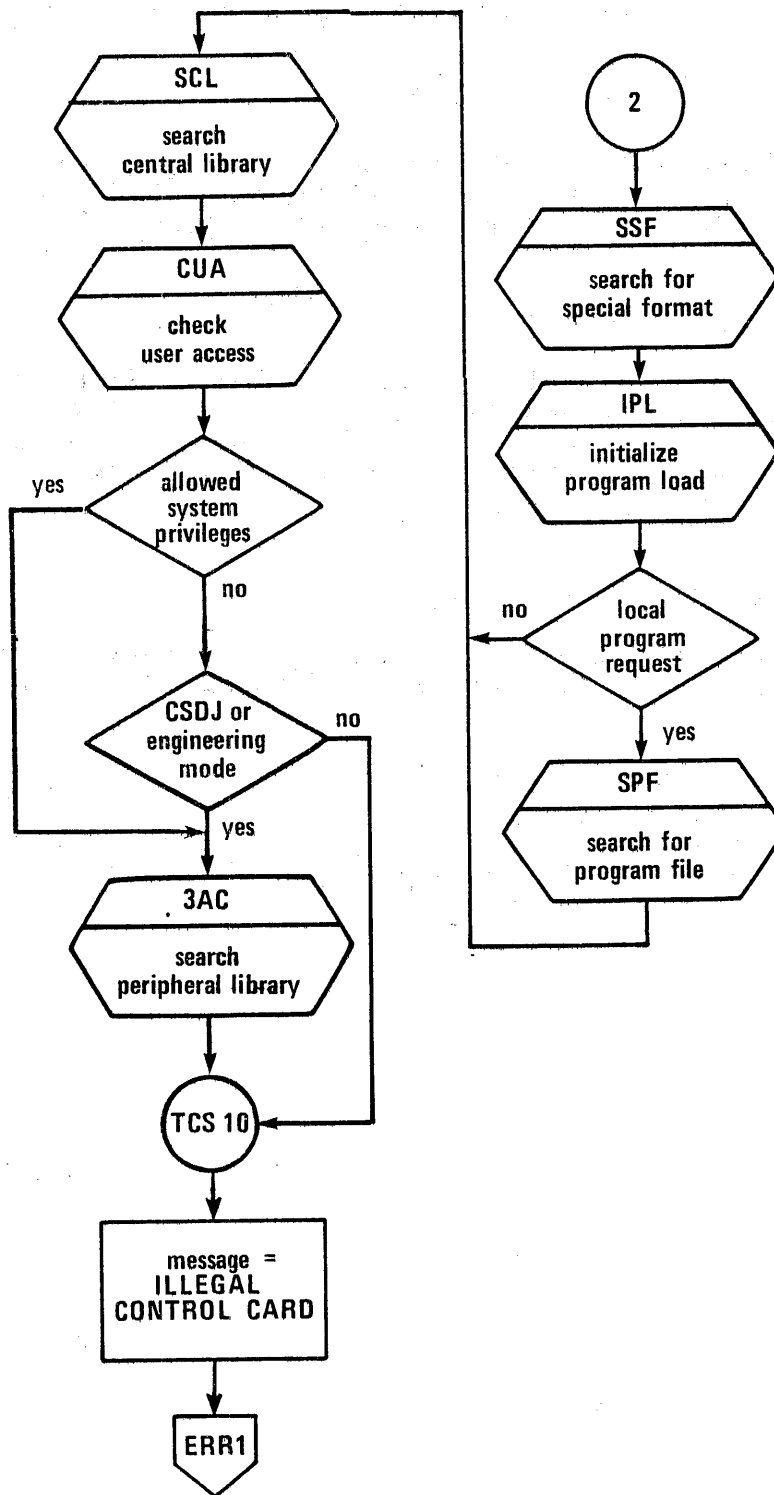 SCL
search
central library
CUA
check
user access
yes
allowed
system
privileges
no
CSDJ or
engineering
mode
no
yes
3AC
search
peripheral library
TCS 10
message =
ILLEGAL
CONTROL CARD
ERR1
2
SSF
search for
special format
IPL
initialize
program load
no
local
program
request
yes
SPF
search for
program file